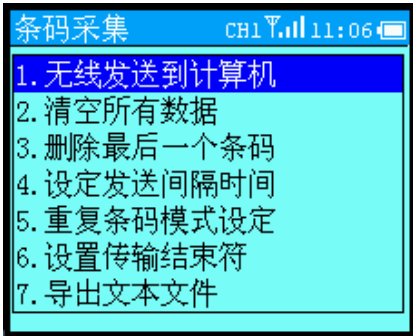 条码采集 CH1 11:06
1.无线发送到计算机
2.清空所有数据
3.删除最后一个条码
4.设定发送间隔时间
5.重复条码模式设定
6.设置传输结束符
7.导出文本文件